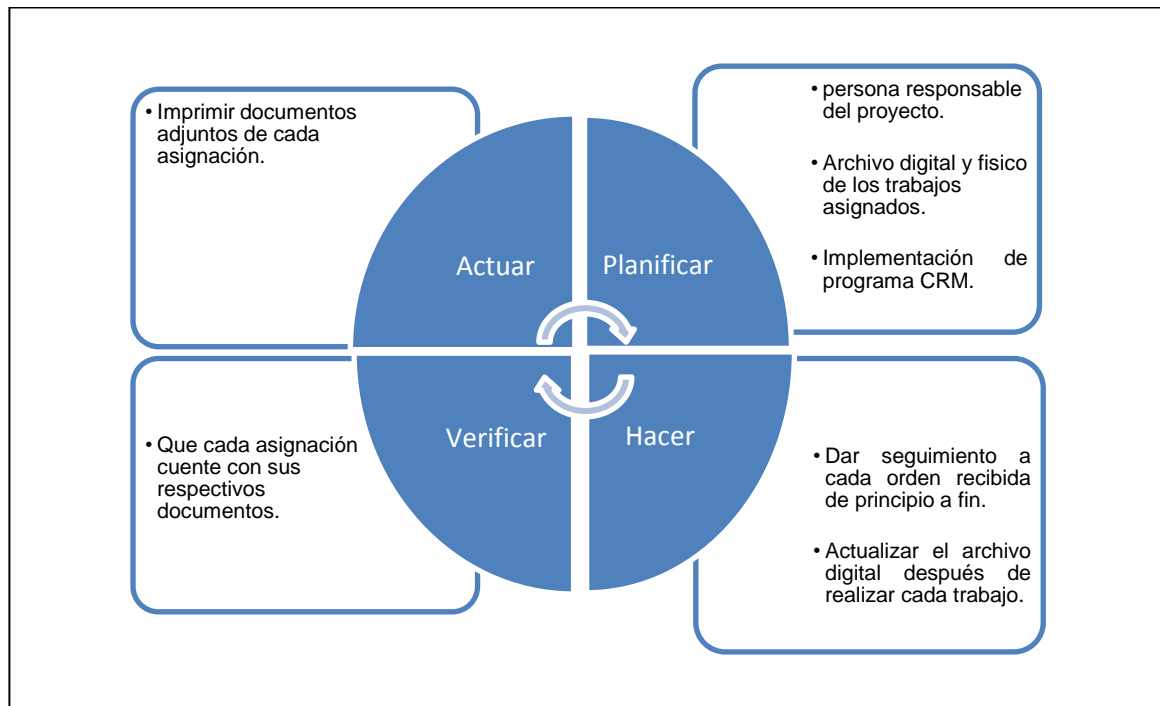 • Imprimir documentos
adjuntos de cada
asignación.
• persona responsable
del proyecto.
• Archivo digital y fisico
de los trabajos
asignados.
• Implementación de
programa CRM.
Actuar
Planificar
Verificar
Hacer
• Que cada asignación
cuente con sus
respectivos
documentos.
• Dar seguimiento a
cada orden recibida
de principio a fin.
• Actualizar el archivo
digital después de
realizar cada trabajo.